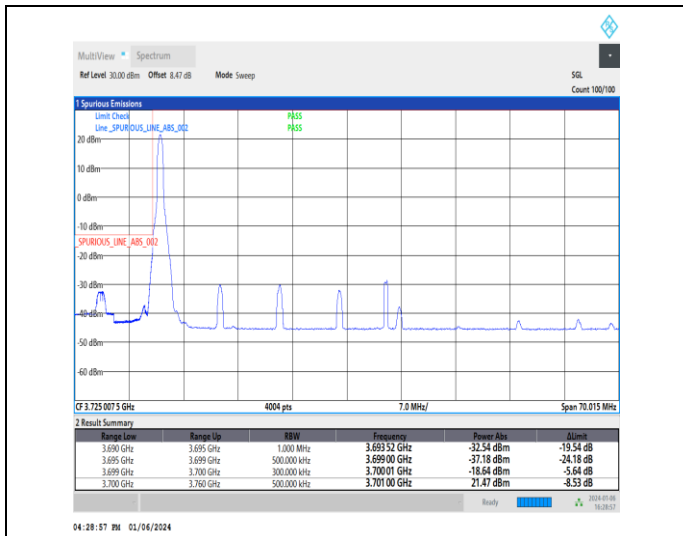 MultiView Spectrum
Ref Level 30.00 dBm Offset 8.47 dB Mode Sweep SGL
Count 100/100
1 Spurious Emissions
Limit Check PASS
Line _SPURIOUS_LINE_ABS_002 PASS
20 dBm
10 dBm
0 dBm
-10 dBm
_SPURIOUS_LINE_ABS_002
-20 dBm
-30 dBm
-40 dBm
-50 dBm
-60 dBm
CF 3.725 007 5 GHz 4004 pts 7.0 MHz/ Span 70.015 MHz
2 Result Summary
Range Low Range Up RBW Frequency Power Abs ΔLimit
3.690 GHz 3.695 GHz 1.000 MHz 3.693 52 GHz -32.54 dBm -19.54 dB
3.695 GHz 3.699 GHz 500.000 kHz 3.699 00 GHz -37.18 dBm -24.18 dB
3.699 GHz 3.700 GHz 300.000 kHz 3.700 01 GHz -18.64 dBm -5.64 dB
3.700 GHz 3.760 GHz 500.000 kHz 3.701 00 GHz 21.47 dBm -8.53 dB
Ready 2024-01-06
16:28:57
04:28:57 PM 01/06/2024